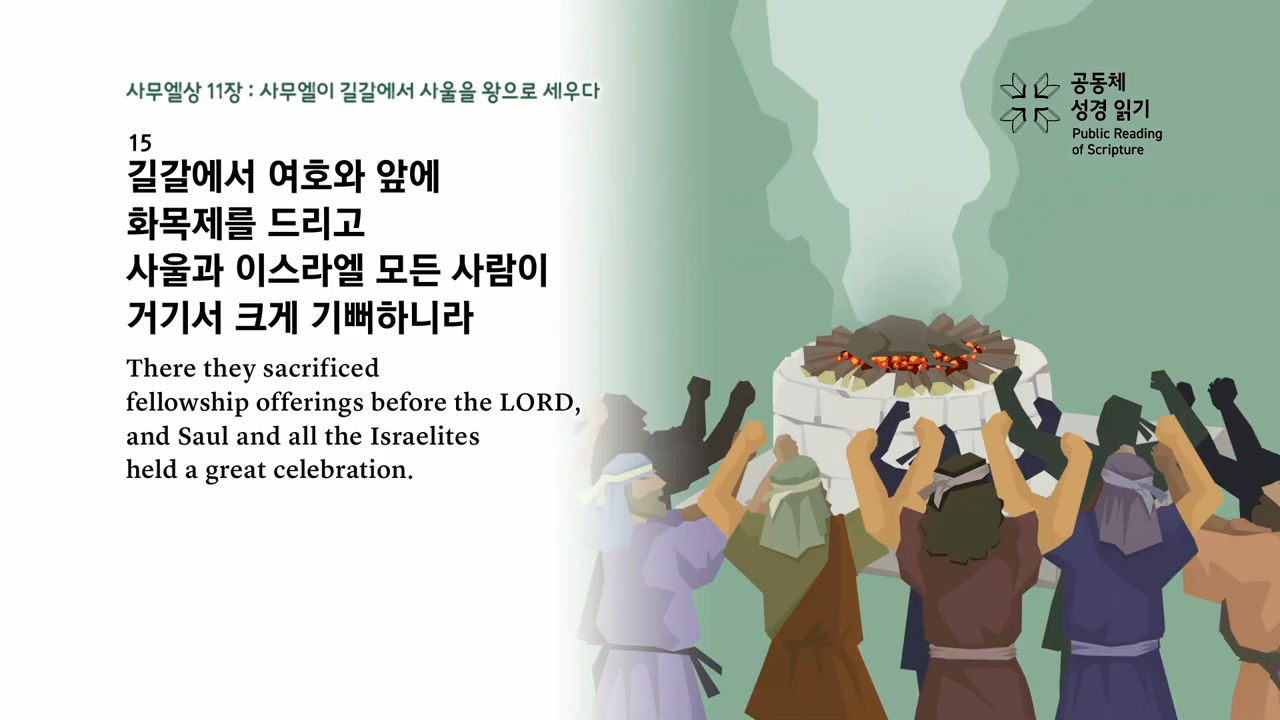 사무엘상 11장 : 사무엘이 길갈에서 사울을 왕으로 세우다
15
길갈에서 여호와 앞에
화목제를 드리고
사울과 이스라엘 모든 사람이
거기서 크게 기뻐하니라
There they sacrificed
fellowship offerings before the LORD,
and Saul and all the Israelites
held a great celebration.
공동체
성경 읽기
Public Reading
of Scripture